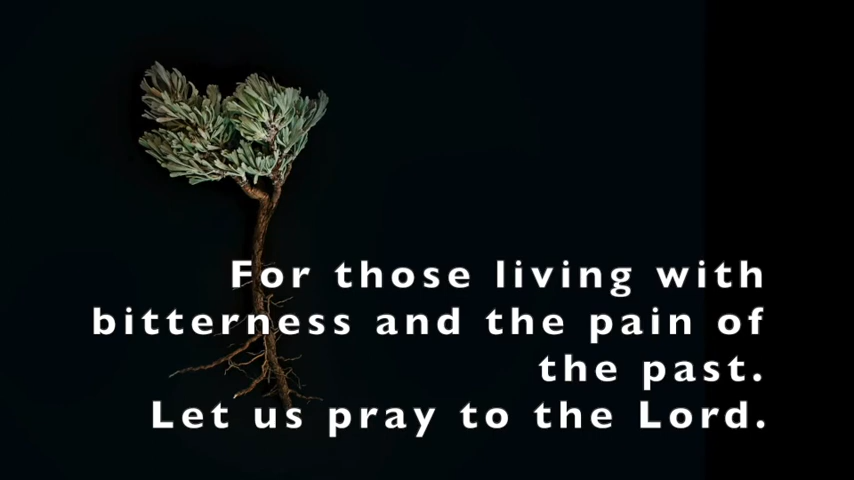 For those living with
bitterness and the pain of
the past.
Let us pray to the Lord.